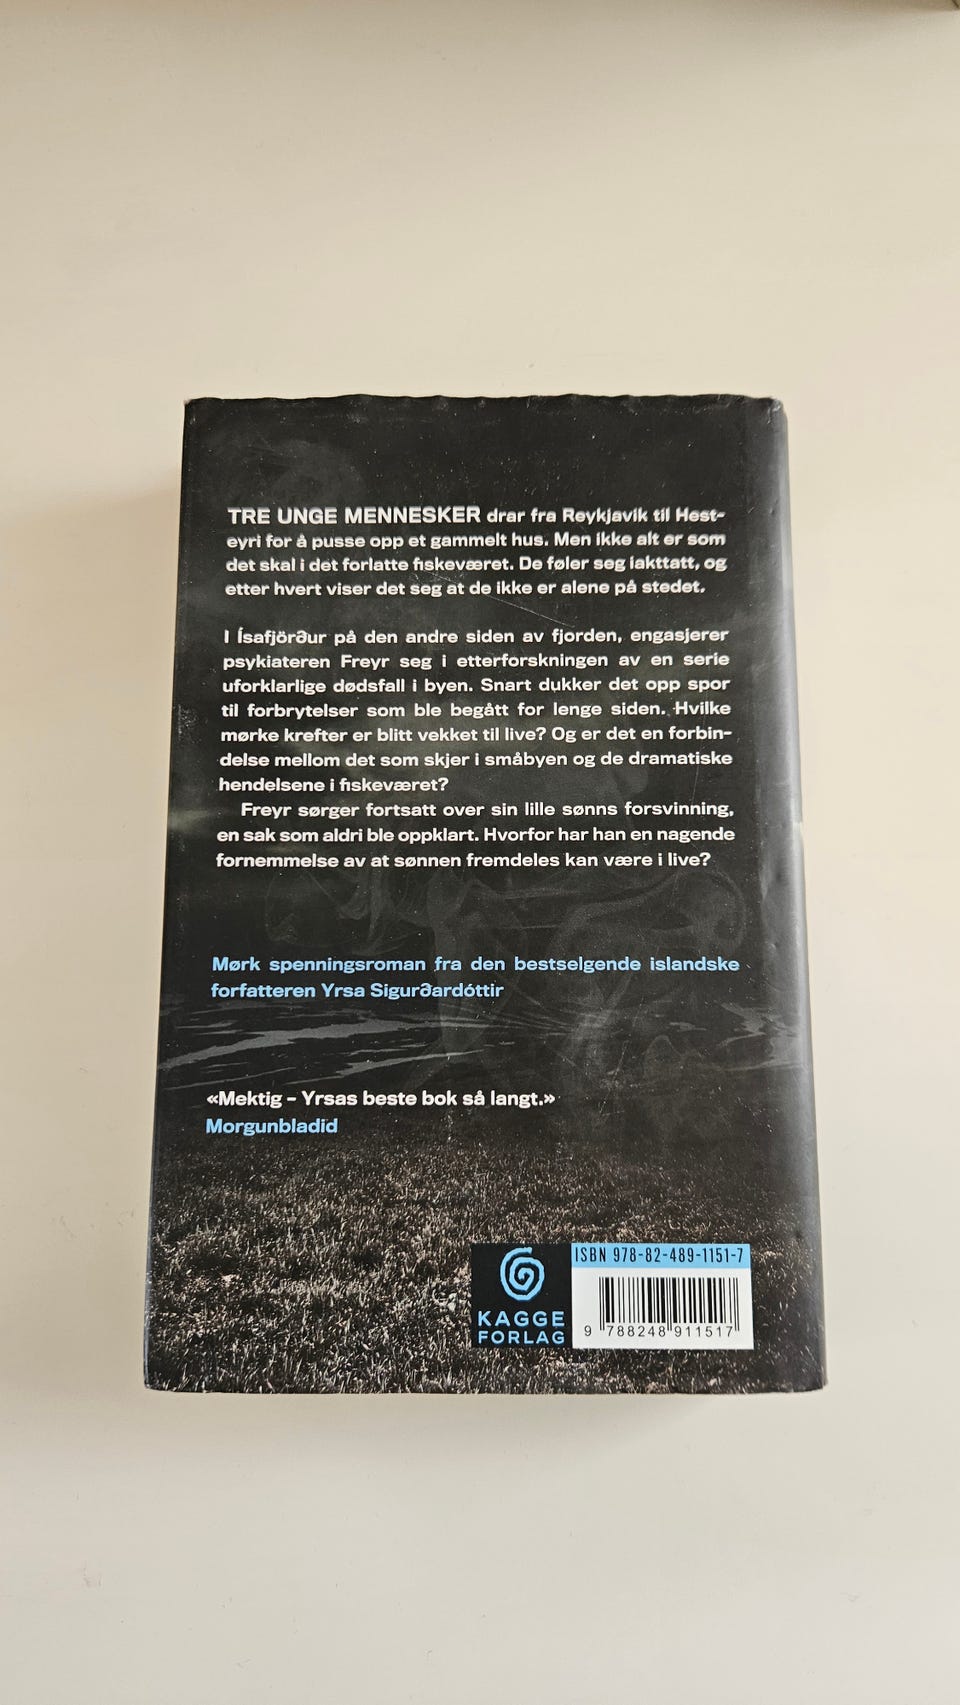 TRE UNGE MENNESKER drar fra Reykjavik til Hest-
eyri for å pusse opp et gammelt hus. Men ikke alt er som
det skal i det forlatte fiskeværet. De føler seg iakttatt, og
etter hvert viser det seg at de ikke er alene på stedet.
I Ísafjörður på den andre siden av fjorden, engasjerer
psykiateren Freyr seg i etterforskningen av en serie
uforklarlige dødsfall i byen. Snart dukker det opp spor
til forbrytelser som ble begått for lenge siden. Hvilke
mørke krefter er blitt vekket til live? Og er det en forbin-
delse mellom det som skjer i småbyen og de dramatiske
hendelsene i fiskeværet?
Freyr sørger fortsatt over sin lille sønns forsvinning,
en sak som aldri ble oppklart. Hvorfor har han en nagende
fornemmelse av at sønnen fremdeles kan være i live?
Mørk spenningsroman fra den bestselgende islandske
forfatteren Yrsa Sigurðardóttir
«Mektig – Yrsas beste bok så langt.»
Morgunbladid
ISBN 978-82-489-1151-7
KAGGE
FORLAG
9 788248 911517